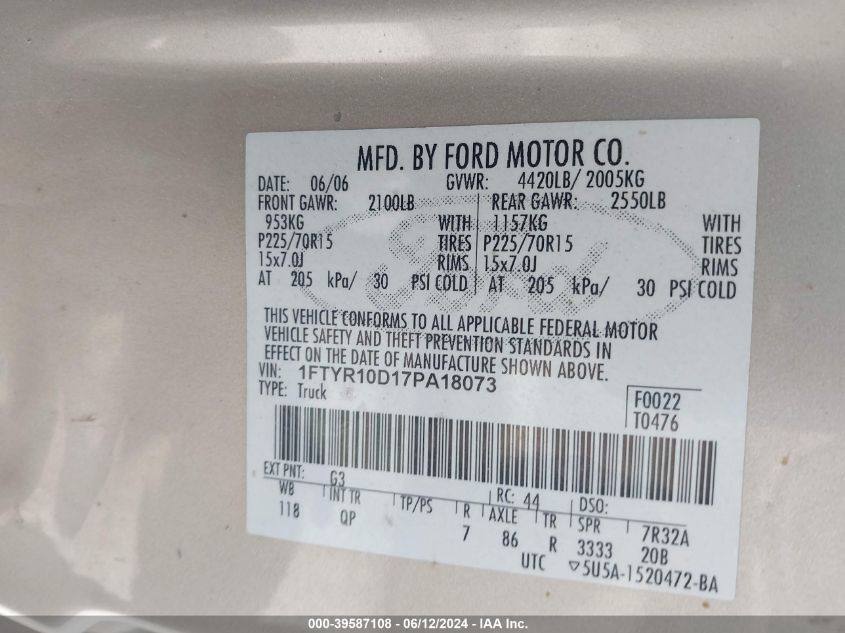 MFD. BY FORD MOTOR CO.
DATE: 06/06 GVWR: 4420LB/ 2005KG
FRONT GAWR: 2100LB REAR GAWR: 2550LB
953KG WITH 1157KG WITH
P225/70R15 TIRES P225/70R15 TIRES
15x7.0J RIMS 15x7.0J RIMS
AT 205 kPa/ 30 PSI COLD AT 205 kPa/ 30 PSI COLD
Ford
THIS VEHICLE CONFORMS TO ALL APPLICABLE FEDERAL MOTOR
VEHICLE SAFETY AND THEFT PREVENTION STANDARDS IN
EFFECT ON THE DATE OF MANUFACTURE SHOWN ABOVE.
VIN: 1FTYR10D17PA18073
TYPE: Truck
F0022
T0476
EXT PNT: G3 RC: 44 DSO:
WB INT TR TP/PS R AXLE TR SPR 7R32A
118 QP 7 86 R 3333 20B
UTC ▽5U5A-1520472-BA
000-39587108 - 06/12/2024 - IAA Inc.